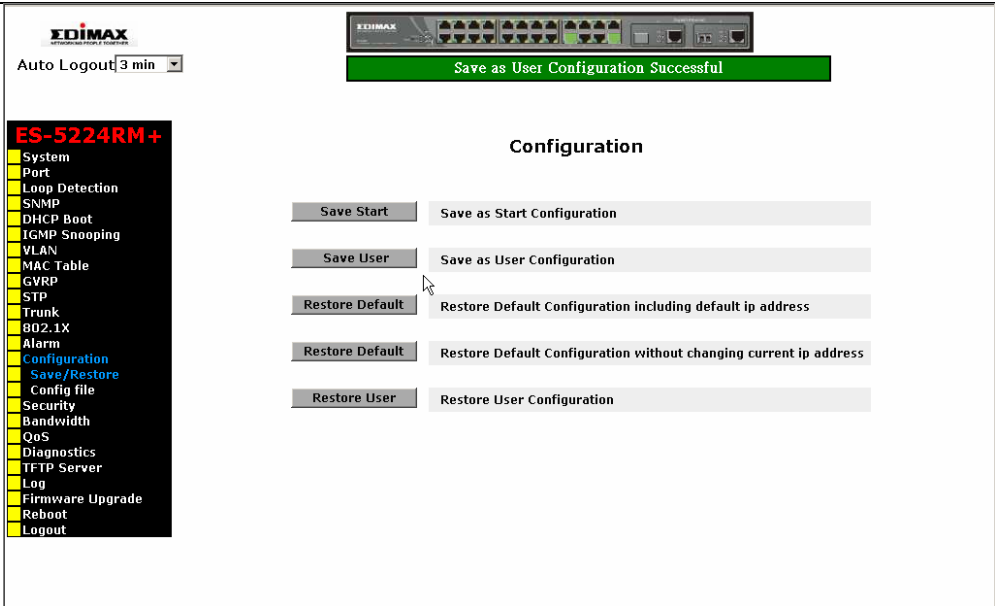 EDIMAX
NETWORKING PEOPLE TOGETHER
Auto Logout 3 min
EDIMAX
Save as User Configuration Successful
ES-5224RM+
System
Port
Loop Detection
SNMP
DHCP Boot
IGMP Snooping
VLAN
MAC Table
GVRP
STP
Trunk
802.1X
Alarm
Configuration
Save/Restore
Config file
Security
Bandwidth
QoS
Diagnostics
TFTP Server
Log
Firmware Upgrade
Reboot
Logout
Configuration
Save Start Save as Start Configuration
Save User Save as User Configuration
Restore Default Restore Default Configuration including default ip address
Restore Default Restore Default Configuration without changing current ip address
Restore User Restore User Configuration